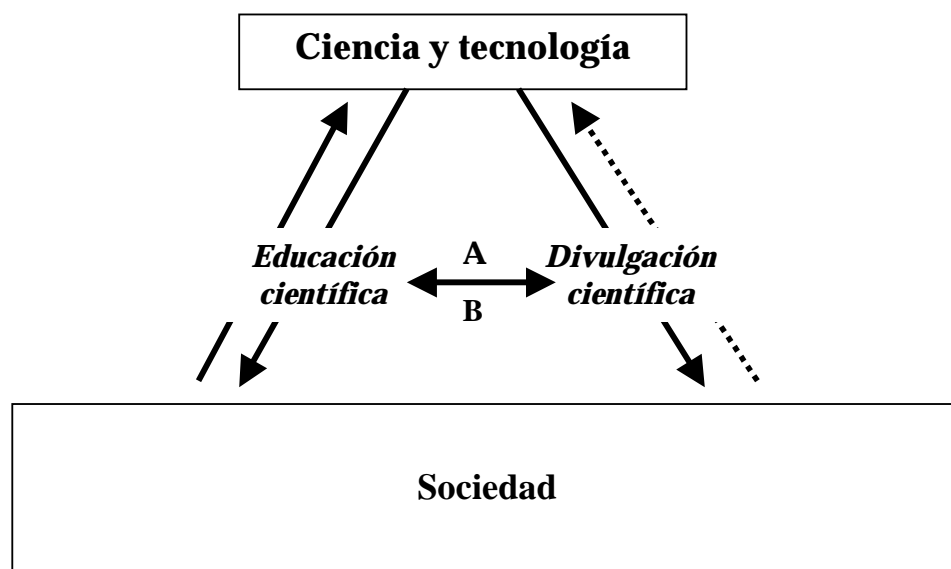 Ciencia y tecnología
Educación
científica
A
B
Divulgación
científica
Sociedad